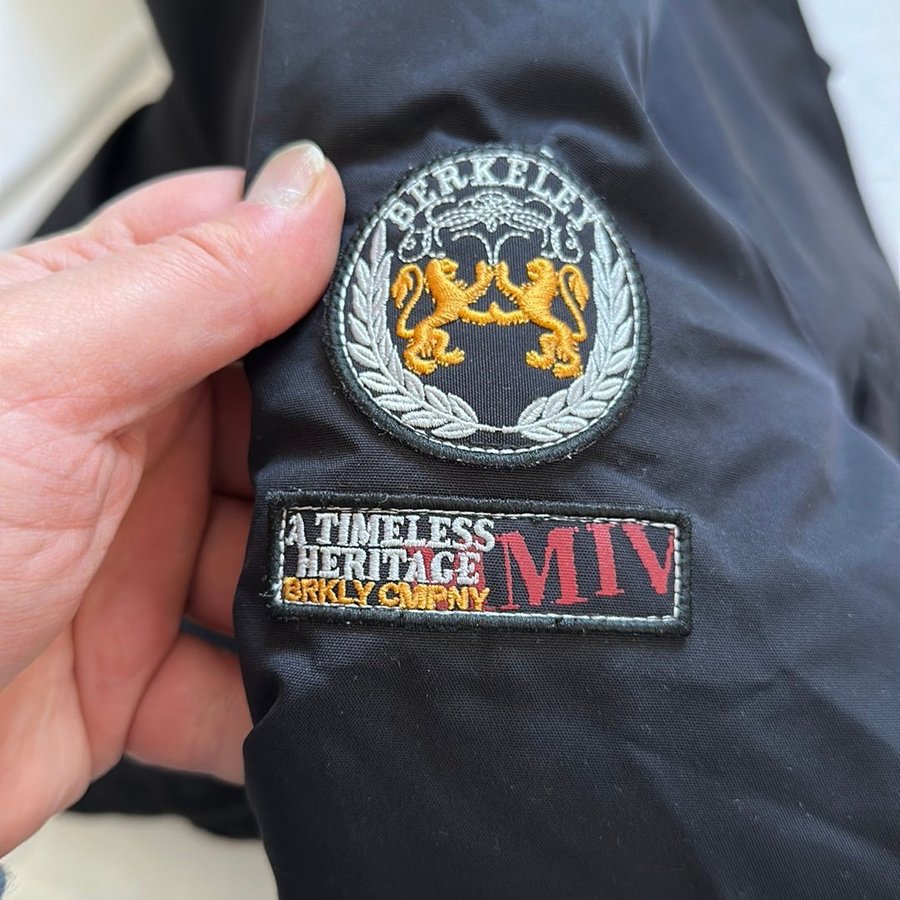 BERKELEY
A TIMELESS
HERITAGE
BRKLY CMPNY
MIV